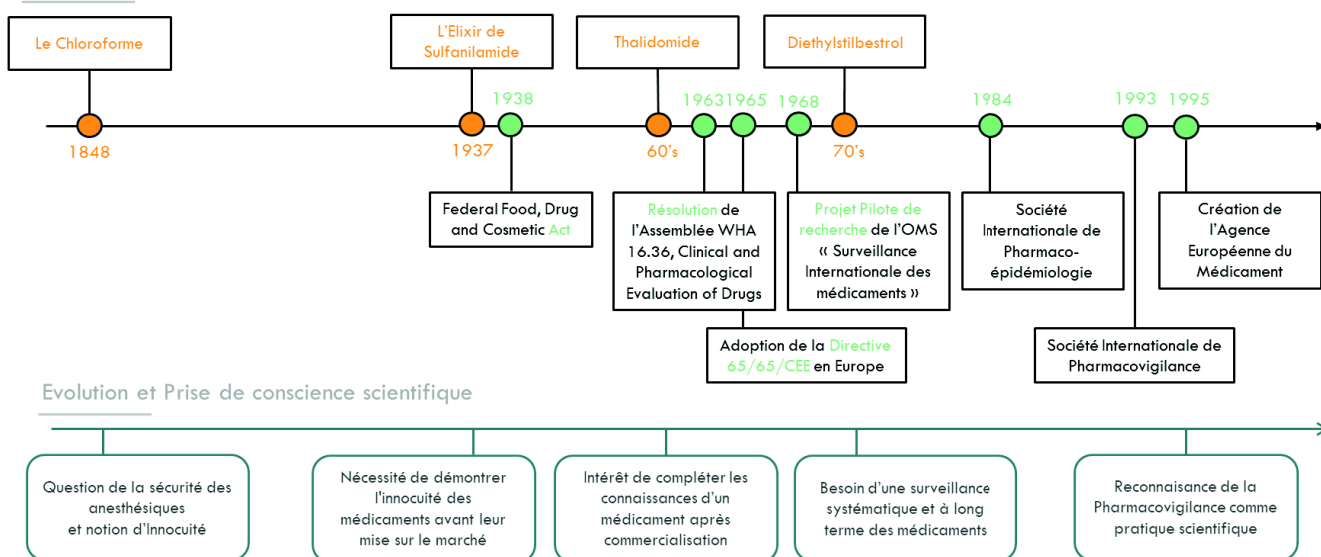 Le Chloroforme
L'Elixir de
Sulfanilamide
Thalidomide
Diethylstilbestrol
1938
1963
1965
1968
1984
1993
1995
1848
1937
60's
70's
Federal Food, Drug
and Cosmetic Act
Résolution de
l'Assemblée WHA
16.36, Clinical and
Pharmacological
Evaluation of Drugs
Projet Pilote de
recherche de l'OMS
« Surveillance
Internationale des
médicaments »
Société
Internationale de
Pharmaco-
épidémiologie
Création de
l'Agence
Européenne du
Médicament
Adoption de la Directive
65/65/CEE en Europe
Société Internationale de
Pharmacovigilance
Evolution et Prise de conscience scientifique
Question de la sécurité des
anesthésiques
et notion d'Innocuité
Nécessité de démontrer
l'innocuité des
médicaments avant leur
mise sur le marché
Intérêt de compléter les
connaissances d'un
médicament après
commercialisation
Besoin d'une surveillance
systématique et à long
terme des médicaments
Reconnaisance de la
Pharmacovigilance comme
pratique scientifique